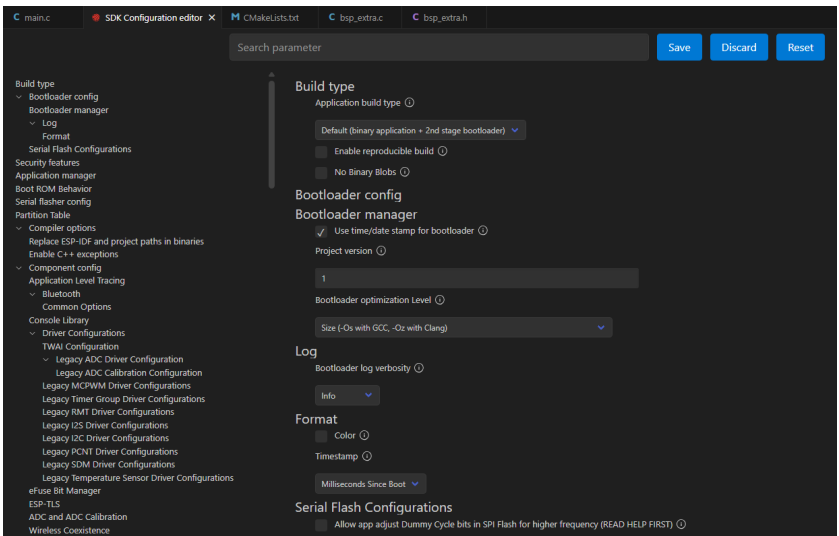 main.c
SDK Configuration editor
CMakeLists.txt
bsp_extra.c
bsp_extra.h
Search parameter
Save
Discard
Reset
Build type
Bootloader config
Bootloader manager
Log
Format
Serial Flash Configurations
Security features
Application manager
Boot ROM Behavior
Serial flasher config
Partition Table
Compiler options
Replace ESP-IDF and project paths in binaries
Enable C++ exceptions
Component config
Application Level Tracing
Bluetooth
Common Options
Console Library
Driver Configurations
TWAI Configuration
Legacy ADC Driver Configuration
Legacy ADC Calibration Configuration
Legacy MCPWM Driver Configurations
Legacy Timer Group Driver Configurations
Legacy RMT Driver Configurations
Legacy I2S Driver Configurations
Legacy I2C Driver Configurations
Legacy PCNT Driver Configurations
Legacy SDM Driver Configurations
Legacy Temperature Sensor Driver Configurations
eFuse Bit Manager
ESP-TLS
ADC and ADC Calibration
Wireless Coexistence
Build type
Application build type
Default (binary application + 2nd stage bootloader)
Enable reproducible build
No Binary Blobs
Bootloader config
Bootloader manager
Use time/date stamp for bootloader
Project version
1
Bootloader optimization Level
Size (-Os with GCC, -Oz with Clang)
Log
Bootloader log verbosity
Info
Format
Color
Timestamp
Milliseconds Since Boot
Serial Flash Configurations
Allow app adjust Dummy Cycle bits in SPI Flash for higher frequency (READ HELP FIRST)